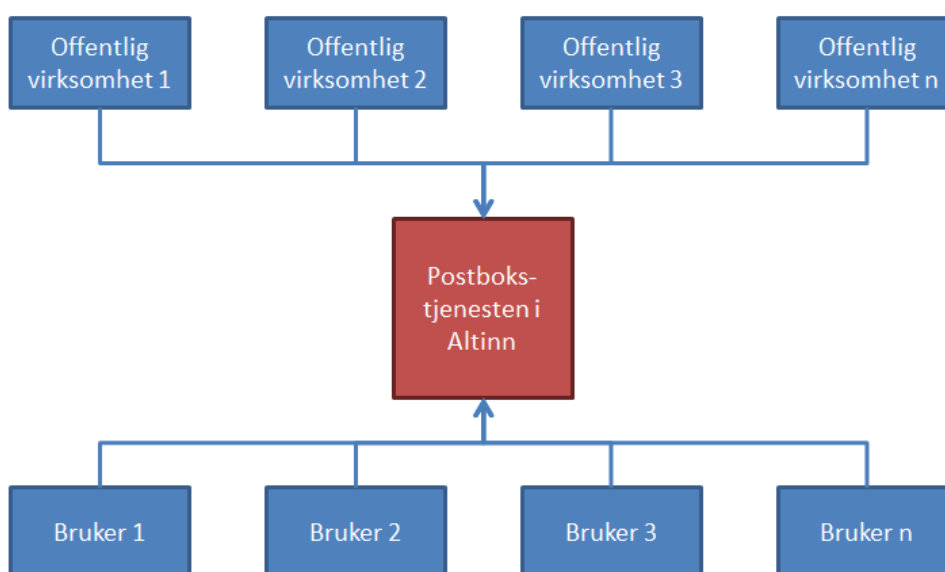 Offentlig
virksomhet 1
Offentlig
virksomhet 2
Offentlig
virksomhet 3
Offentlig
virksomhet n
Postboks-
tjenesten i
Altinn
Bruker 1
Bruker 2
Bruker 3
Bruker n